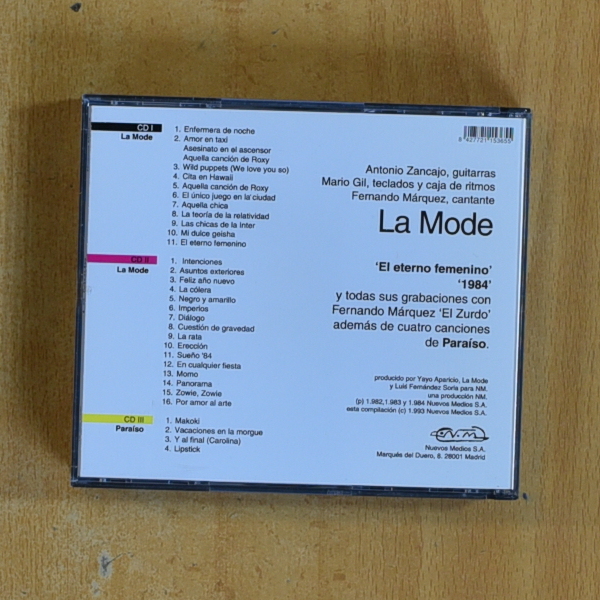 CD I
La Mode
1. Enfermera de noche
2. Amor en taxi
Asesinato en el ascensor
Aquella canción de Roxy
3. Wild puppets (We love you so)
4. Cita en Hawaii
5. Aquella canción de Roxy
6. El único juego en la ciudad
7. Aquella chica
8. La teoría de la relatividad
9. Las chicas de la Inter
10. Mi dulce geisha
11. El eterno femenino
CD II
La Mode
1. Intenciones
2. Asuntos exteriores
3. Feliz año nuevo
4. La cólera
5. Negro y amarillo
6. Imperios
7. Diálogo
8. Cuestión de gravedad
9. La rata
10. Erección
11. Sueño '84
12. En cualquier fiesta
13. Momo
14. Panorama
15. Zowie, Zowie
16. Por amor al arte
CD III
Paraíso
1. Makoki
2. Vacaciones en la morgue
3. Y al final (Carolina)
4. Lipstick
8 427721 153655
Antonio Zancajo, guitarras
Mario Gil, teclados y caja de ritmos
Fernando Márquez, cantante
La Mode
'El eterno femenino'
'1984'
y todas sus grabaciones con
Fernando Márquez 'El Zurdo'
además de cuatro canciones
de Paraíso.
producido por Yayo Aparicio, La Mode
y Luis Fernández Soria para NM.
una producción NM.
(p) 1.982,1.983 y 1.984 Nuevos Medios S.A.
esta compilación (c) 1.993 Nuevos Medios S.A.
N.M
Nuevos Medios S.A.
Marqués del Duero, 8. 28001 Madrid